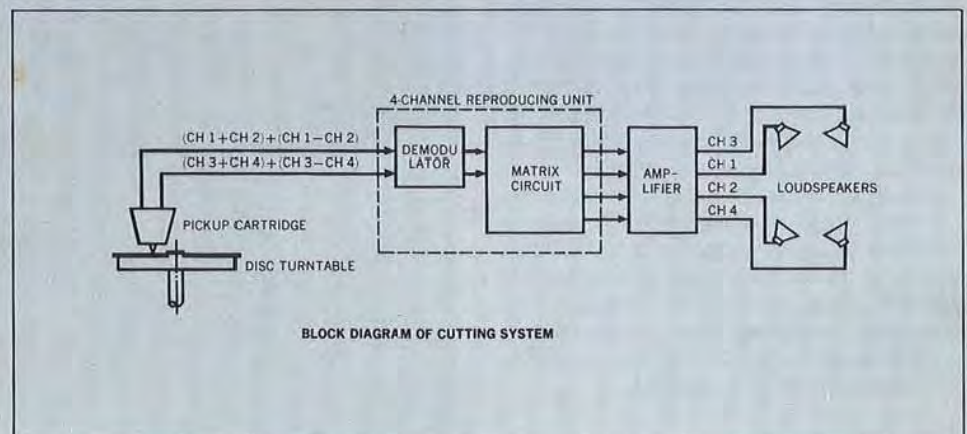 4-CHANNEL REPRODUCING UNIT
(CH 1+CH 2)+(CH 1−CH 2)
(CH 3+CH 4)+(CH 3−CH 4)
DEMODU
LATOR
MATRIX
CIRCUIT
AMP-
LIFIER
CH 3
CH 1
CH 2
CH 4
LOUDSPEAKERS
PICKUP CARTRIDGE
DISC TURNTABLE
BLOCK DIAGRAM OF CUTTING SYSTEM